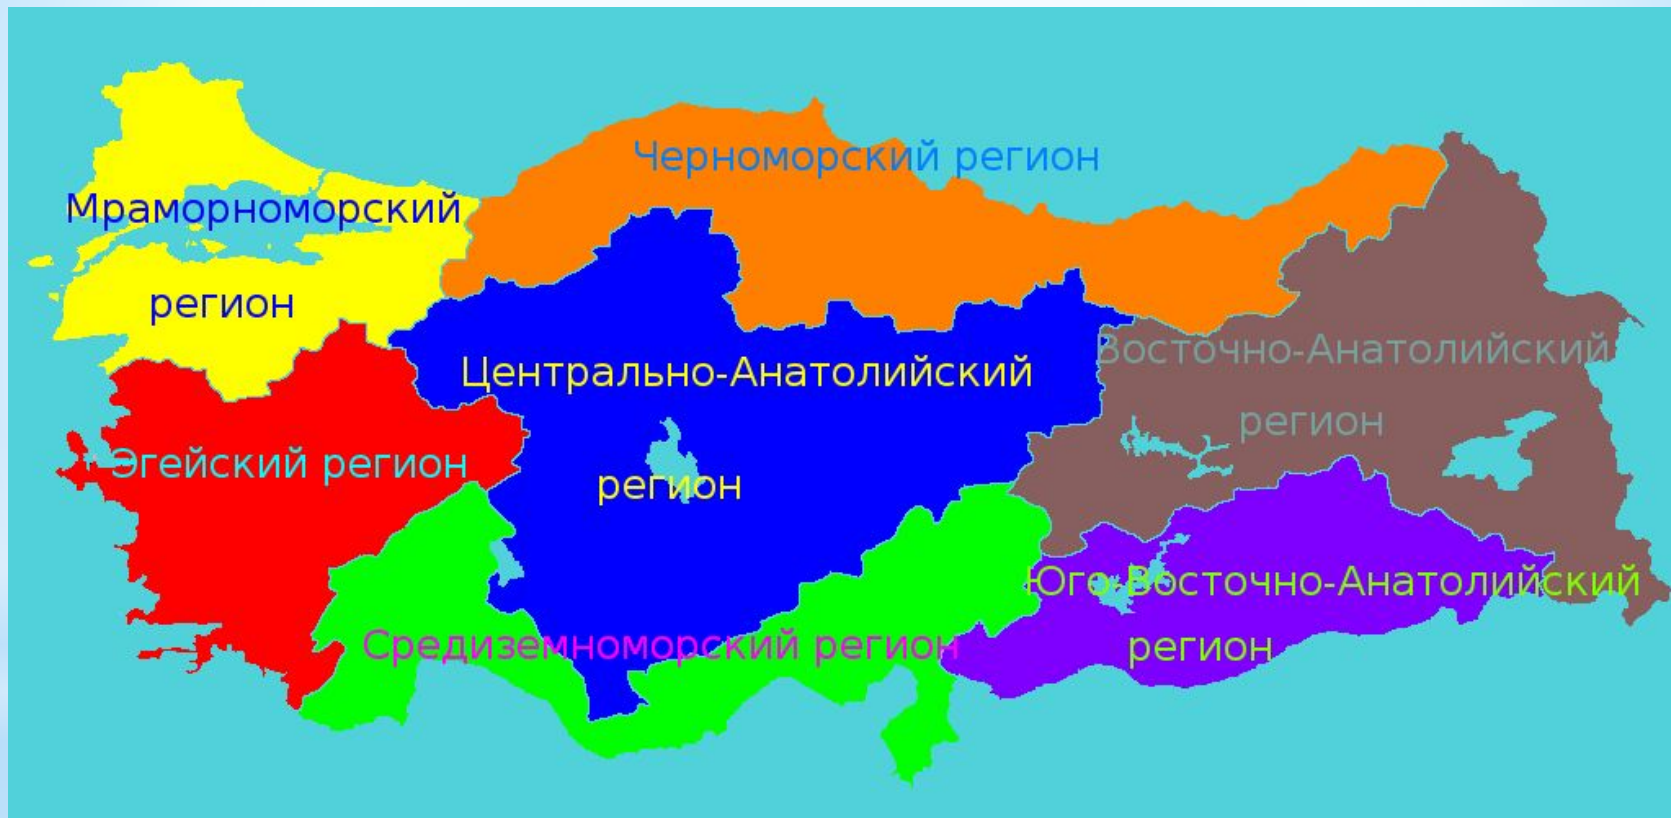 Черноморский регион
Мраморноморский
регион
Центрально-Анатолийский
регион
Восточно-Анатолийский
регион
Эгейский регион
Юго-Восточно-Анатолийский
регион
Средиземноморский регион